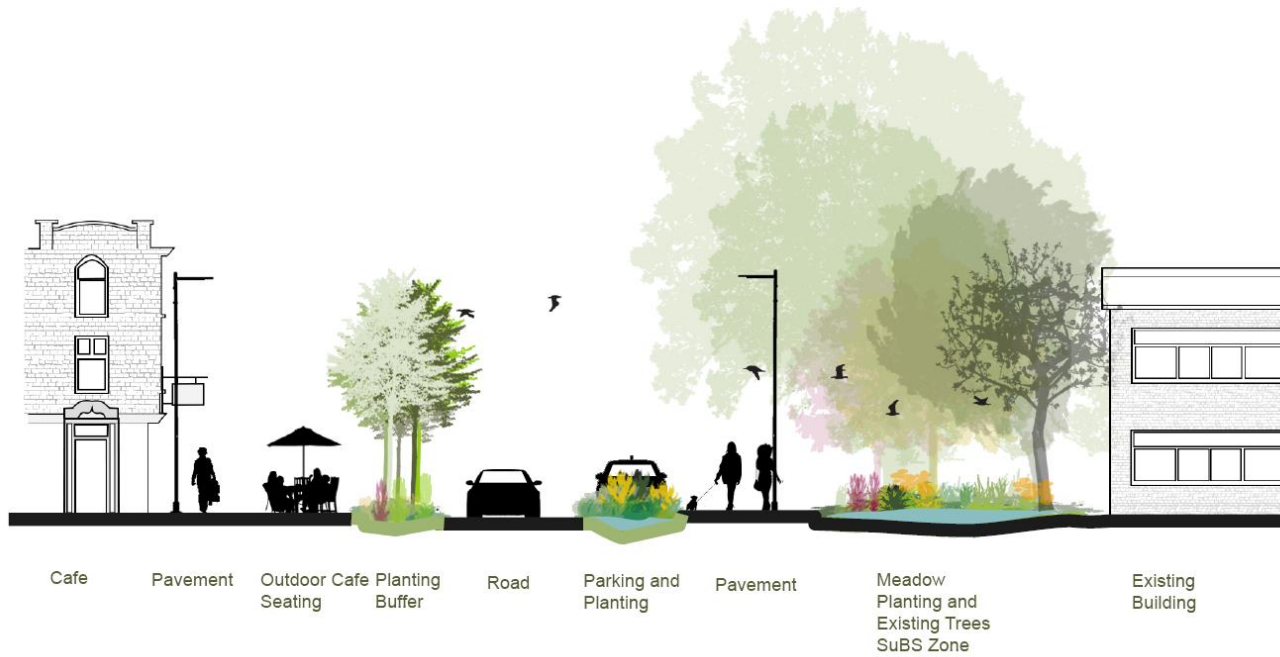 Cafe
Pavement
Outdoor Cafe
Seating
Planting
Buffer
Road
Parking and
Planting
Pavement
Meadow
Planting and
Existing Trees
SuBS Zone
Existing
Building